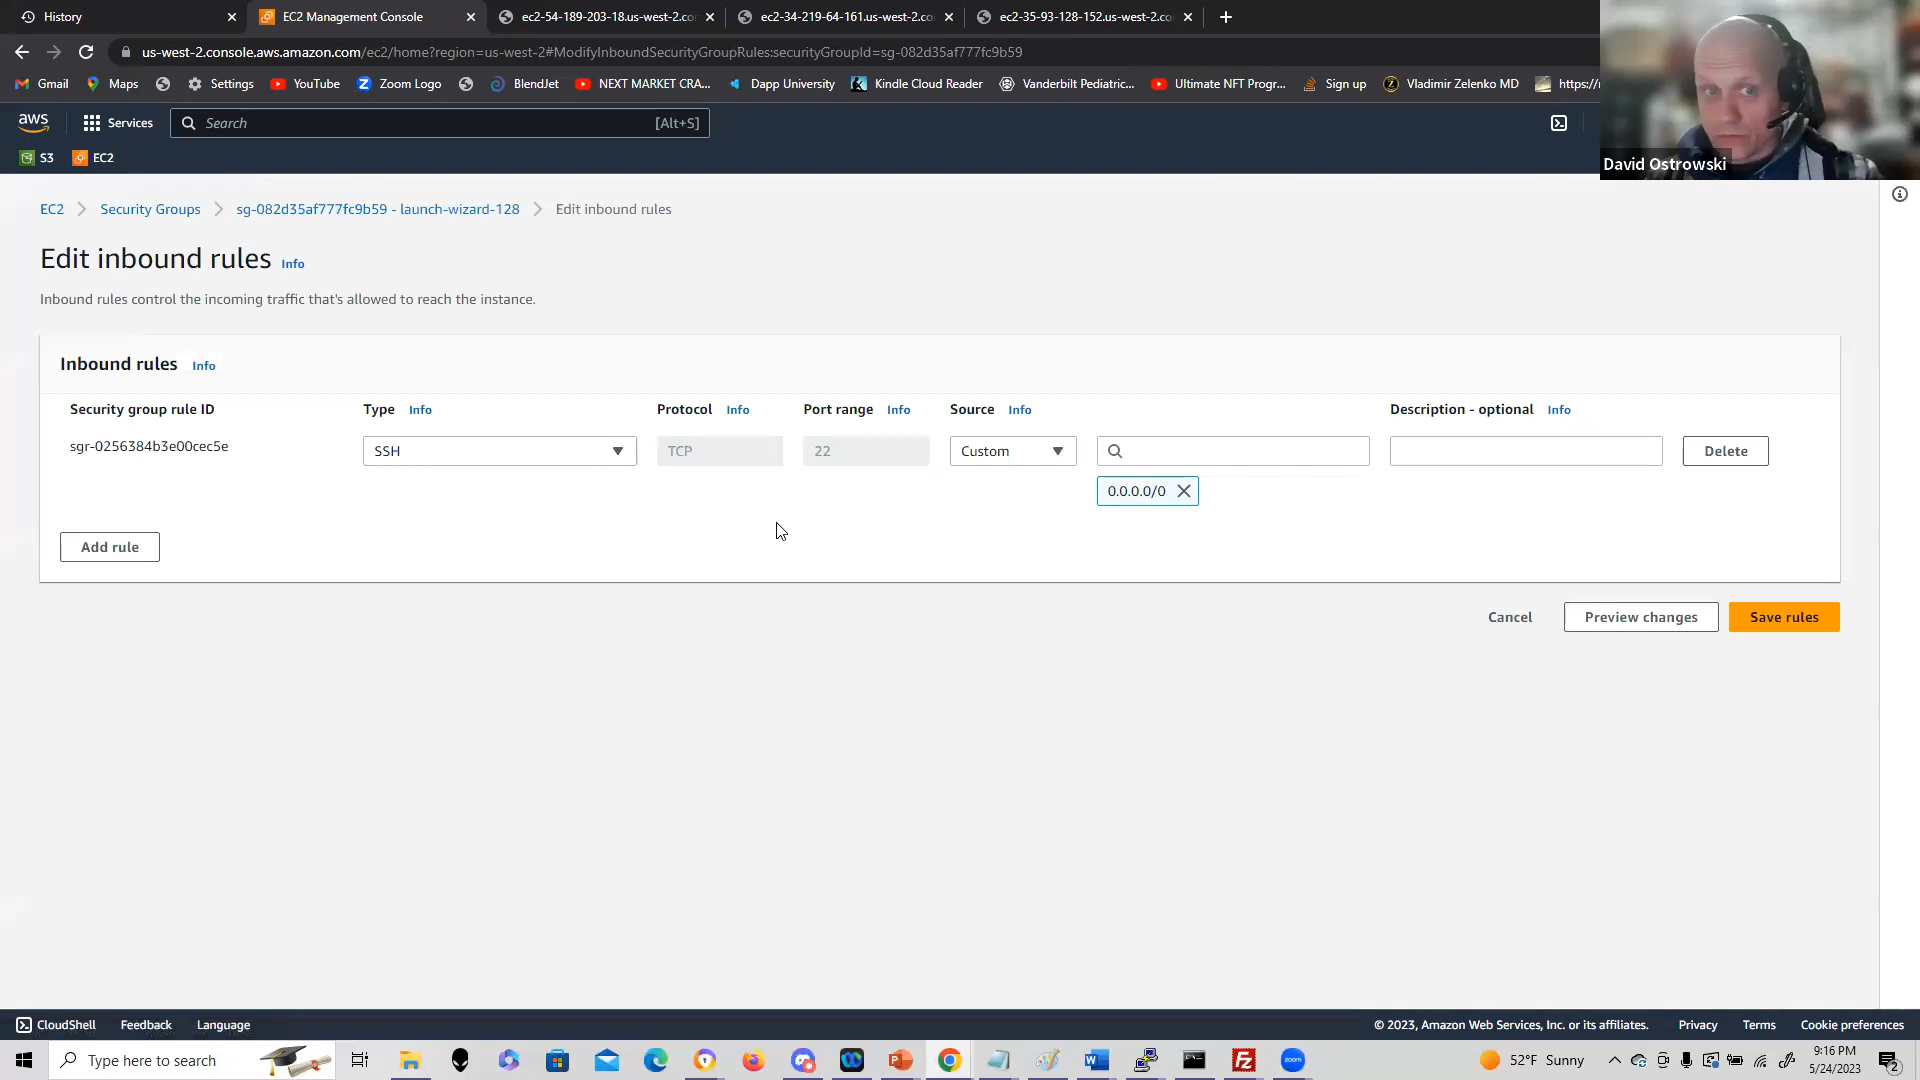 History
EC2 Management Console
ec2-54-189-203-18.us-west-2.co
ec2-34-219-64-161.us-west-2.co
ec2-35-93-128-152.us-west-2.co
us-west-2.console.aws.amazon.com/ec2/home?region=us-west-2#ModifyInboundSecurityGroupRules:securityGroupId=sg-082d35af777fc9b59
Gmail
Maps
Settings
YouTube
Zoom Logo
BlendJet
NEXT MARKET CRA...
Dapp University
Kindle Cloud Reader
Vanderbilt Pediatric...
Ultimate NFT Progr...
Sign up
Vladimir Zelenko MD
https://
aws
Services
Search
[Alt+S]
David Ostrowski
S3
EC2
EC2
Security Groups
sg-082d35af777fc9b59 - launch-wizard-128
Edit inbound rules
Edit inbound rules Info
Inbound rules control the incoming traffic that's allowed to reach the instance.
Inbound rules Info
Security group rule ID
Type Info
Protocol Info
Port range Info
Source Info
Description - optional Info
sgr-0256384b3e00cec5e
SSH
TCP
22
Custom
Delete
0.0.0.0/0
Add rule
Cancel
Preview changes
Save rules
CloudShell
Feedback
Language
© 2023, Amazon Web Services, Inc. or its affiliates.
Privacy
Terms
Cookie preferences
Type here to search
zoom
52°F Sunny
9:16 PM
5/24/2023
2